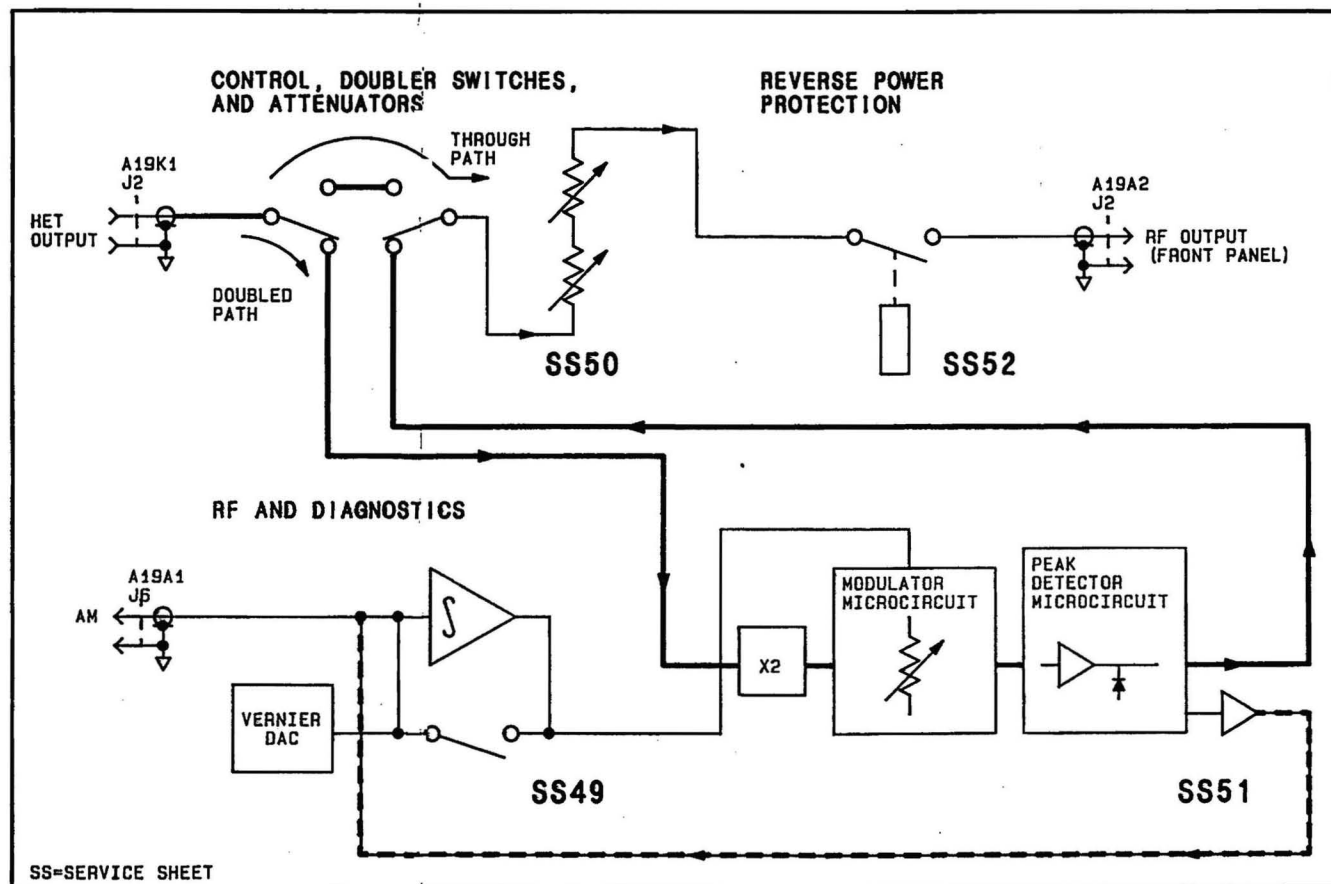 CONTROL, DOUBLER SWITCHES,
AND ATTENUATORS
REVERSE POWER
PROTECTION
THROUGH
PATH
A19K1
J2
HET
OUTPUT
DOUBLED
PATH
A19A2
J2
RF OUTPUT
(FRONT PANEL)
SS50
SS52
RF AND DIAGNOSTICS
A19A1
J6
AM
VERNIER
DAC
∫
X2
MODULATOR
MICROCIRCUIT
PEAK
DETECTOR
MICROCIRCUIT
SS49
SS51
SS=SERVICE SHEET